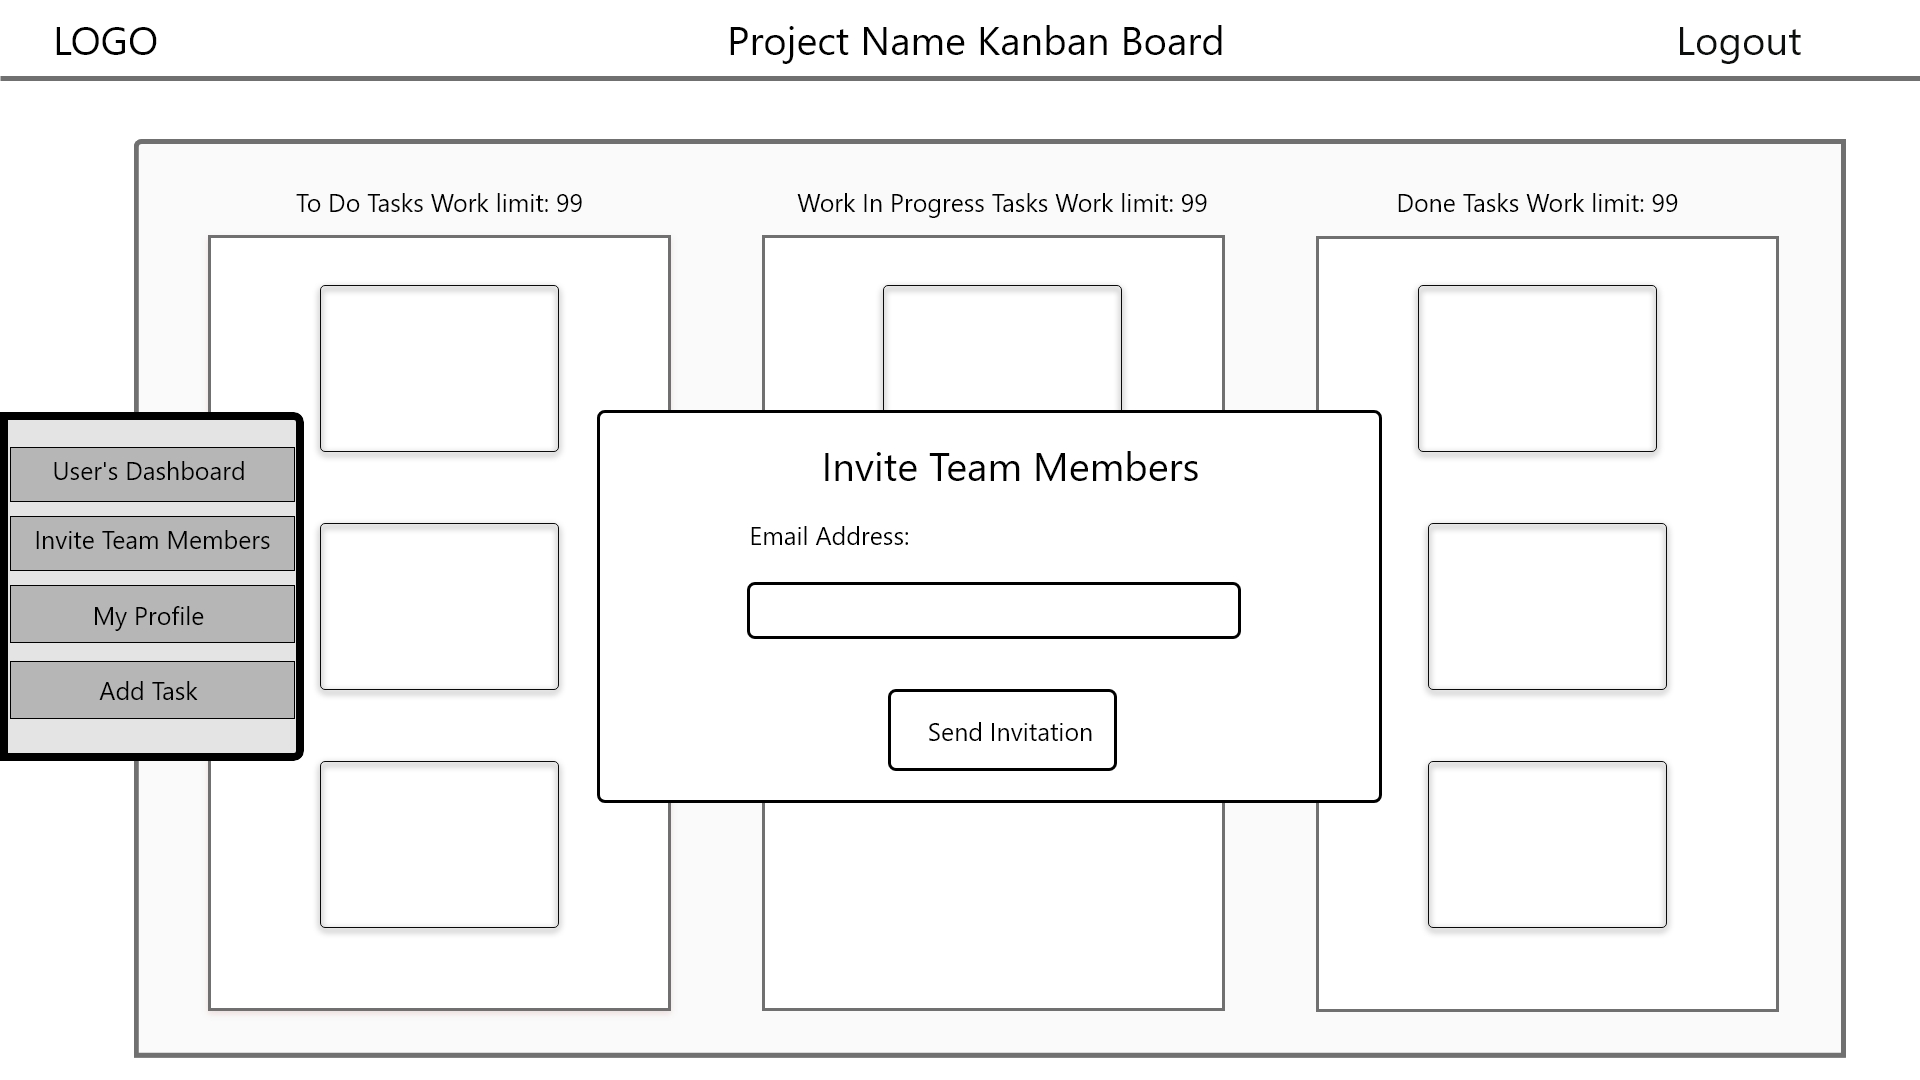 LOGO
Project Name Kanban Board
Logout
To Do Tasks Work limit: 99
Work In Progress Tasks Work limit: 99
Done Tasks Work limit: 99
User's Dashboard
Invite Team Members
My Profile
Add Task
Invite Team Members
Email Address:
Send Invitation